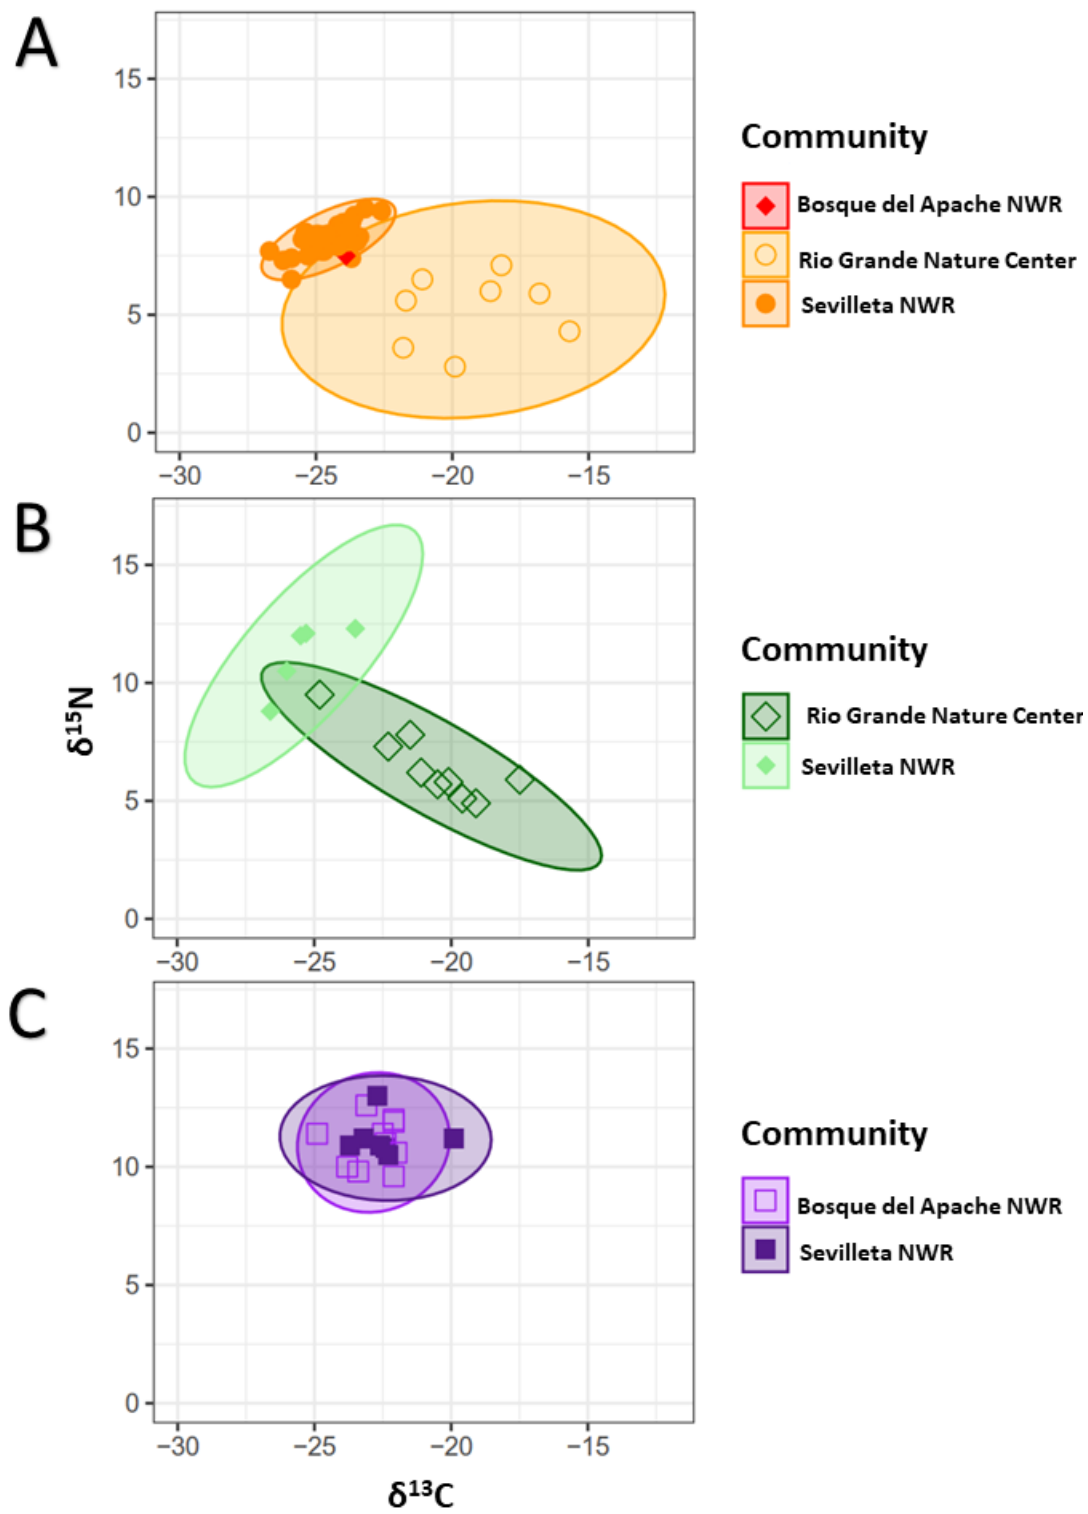 A
15
10
5
0
−30 −25 −20 −15
Community
Bosque del Apache NWR
Rio Grande Nature Center
Sevilleta NWR
B
15
10
5
0
−30 −25 −20 −15
δ15N
Community
Rio Grande Nature Center
Sevilleta NWR
C
15
10
5
0
−30 −25 −20 −15
Community
Bosque del Apache NWR
Sevilleta NWR
δ13C